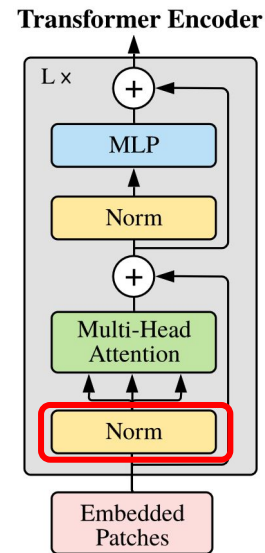 Transformer Encoder
L ×
+
MLP
Norm
+
Multi-Head
Attention
Norm
Embedded
Patches